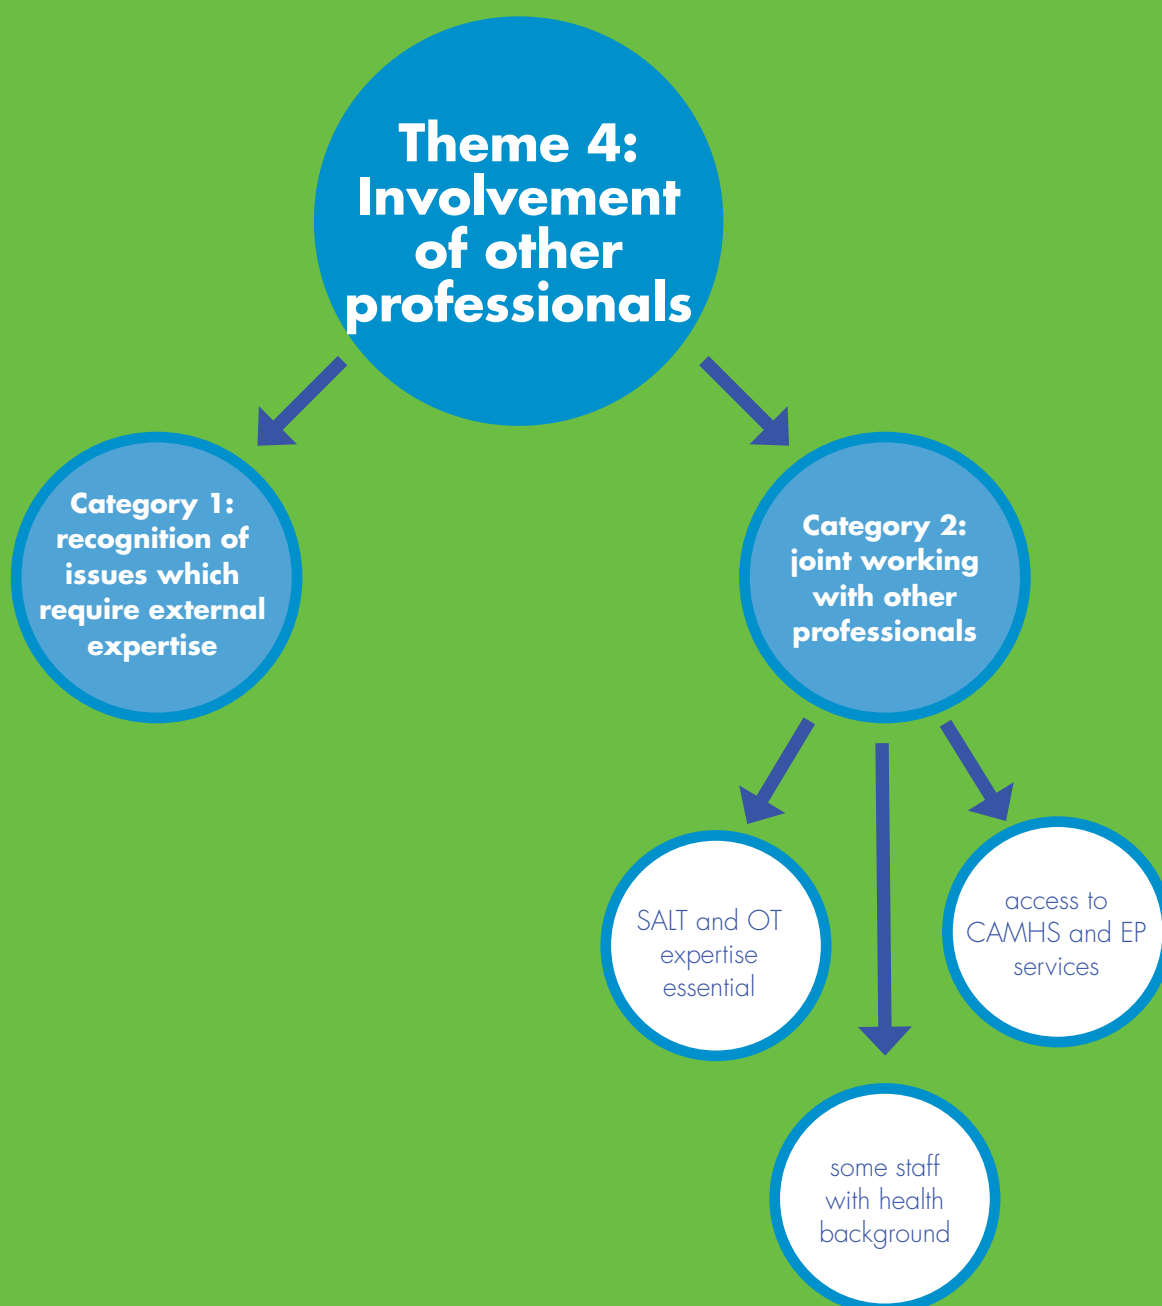 Theme 4:
Involvement
of other
professionals
Category 1:
recognition of
issues which
require external
expertise
Category 2:
joint working
with other
professionals
SALT and OT
expertise
essential
access to
CAMHS and EP
services
some staff
with health
background